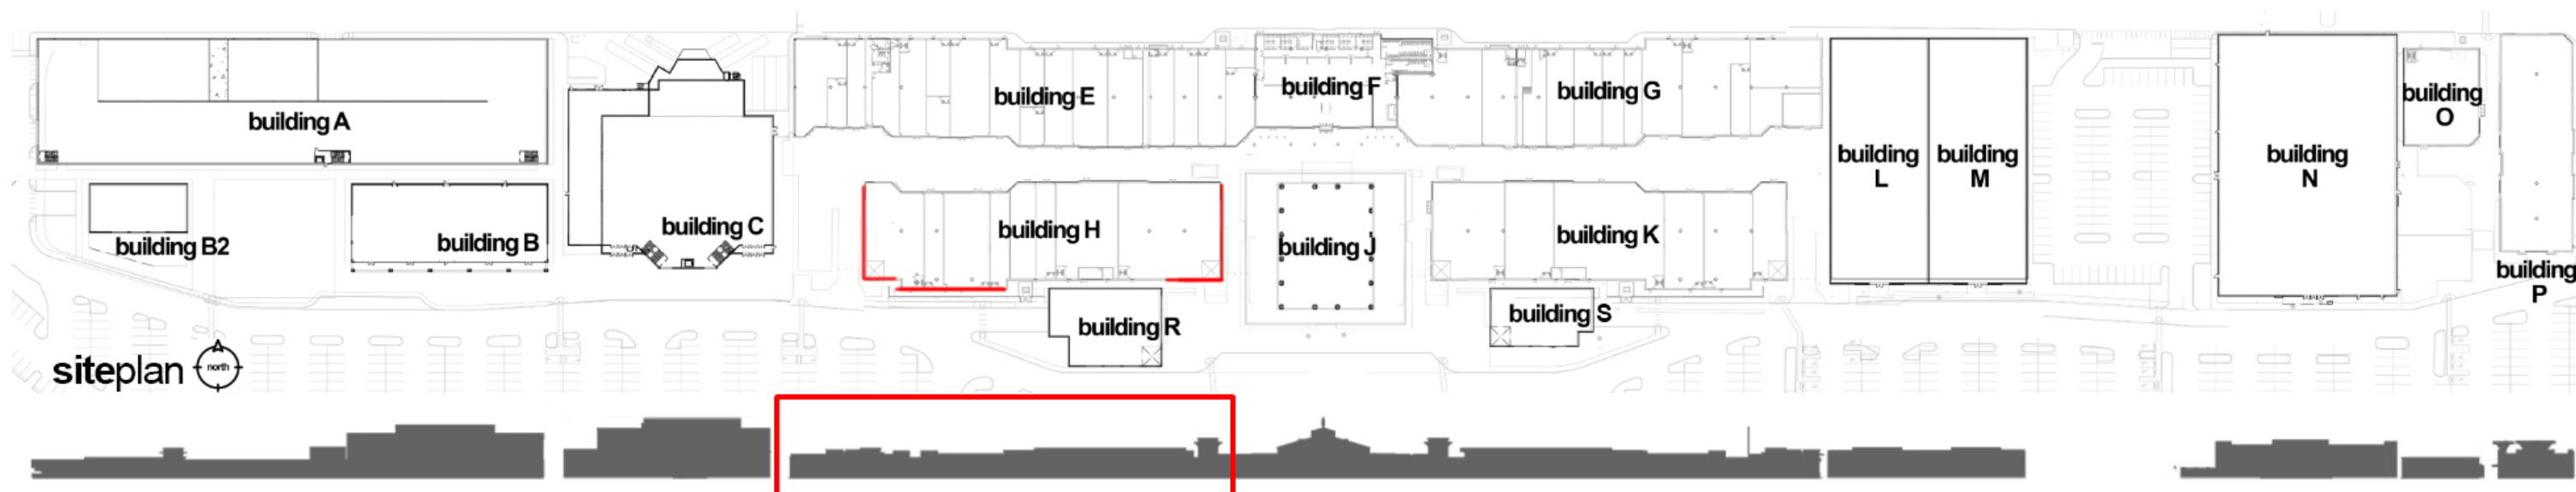 building A
building B2
building B
building C
building E
building F
building G
building H
building J
building K
building R
building S
building
L
building
M
building
N
building
O
building
P
siteplan
north